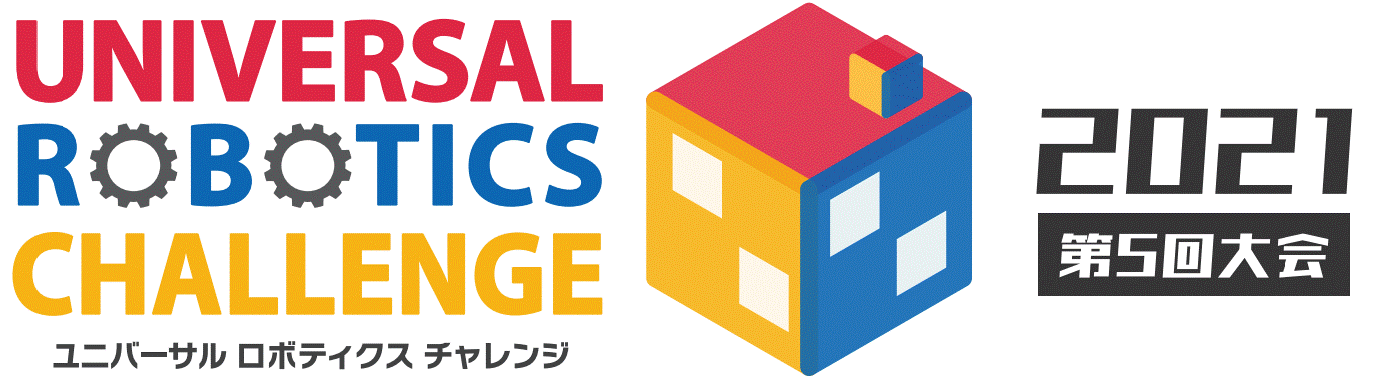 UNIVERSAL
ROBOTICS
CHALLENGE
ユニバーサル ロボティクス チャレンジ
2021
第5回大会